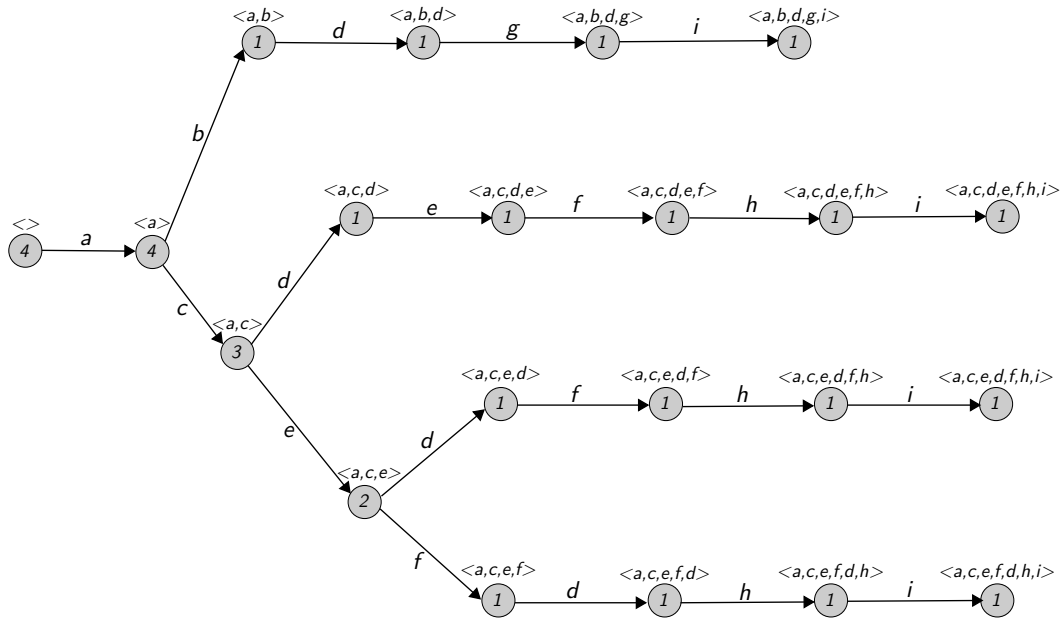 <a,b> <a,b,d> <a,b,d,g> <a,b,d,g,i>
1 d 1 g 1 i 1
b
<a,c,d> <a,c,d,e> <a,c,d,e,f> <a,c,d,e,f,h> <a,c,d,e,f,h,i>
1 e 1 f 1 h 1 i 1
<> <a>
4 a 4
d
c
<a,c>
3
<a,c,e,d> <a,c,e,d,f> <a,c,e,d,f,h> <a,c,e,d,f,h,i>
1 f 1 h 1 i 1
e
d
<a,c,e>
2
f
<a,c,e,f> <a,c,e,f,d> <a,c,e,f,d,h> <a,c,e,f,d,h,i>
1 d 1 h 1 i 1